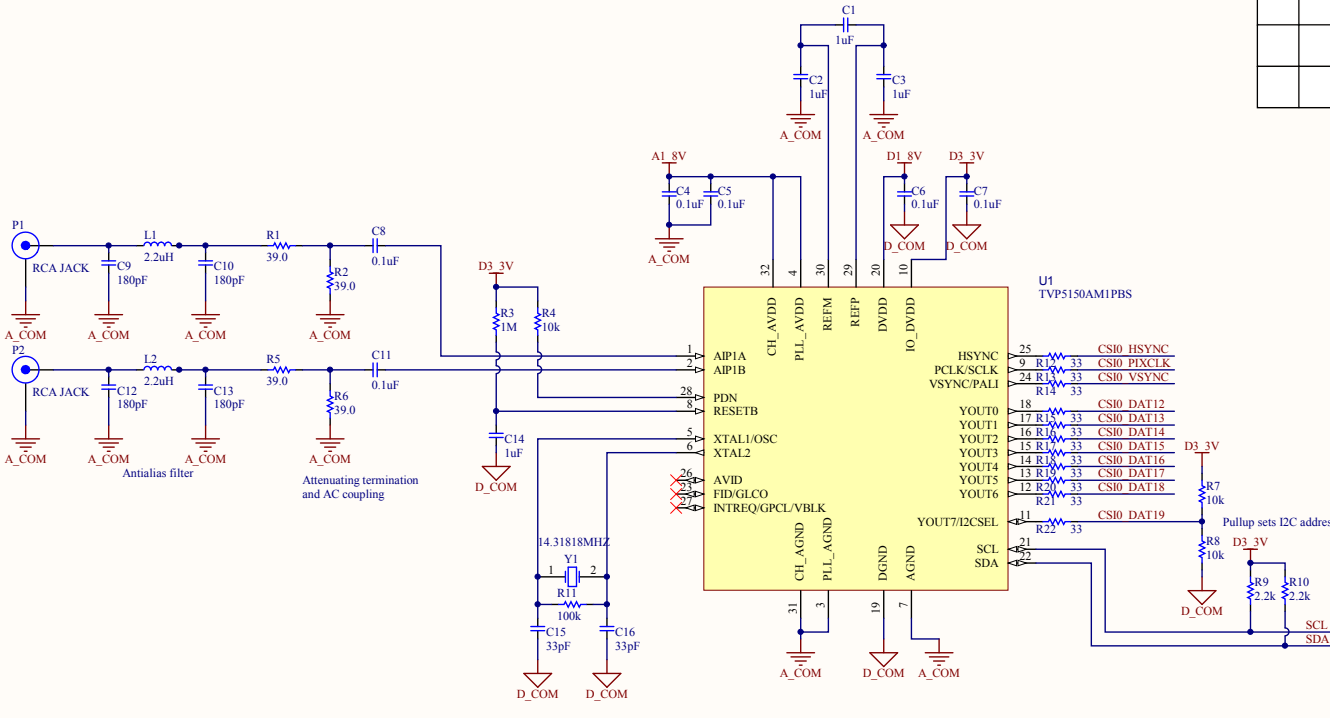 C1
1uF
C2
1uF
C3
1uF
A_COM
A_COM
A1_8V
D1_8V
D3_3V
C4
0.1uF
C5
0.1uF
C6
0.1uF
C7
0.1uF
A_COM
D_COM
D_COM
P1
RCA JACK
A_COM
C9
180pF
A_COM
L1
2.2uH
C10
180pF
A_COM
R1
39.0
R2
39.0
A_COM
C8
0.1uF
P2
RCA JACK
A_COM
C12
180pF
A_COM
L2
2.2uH
C13
180pF
A_COM
R5
39.0
R6
39.0
A_COM
C11
0.1uF
Antialias filter
Attenuating termination
and AC coupling
D3_3V
R3
1M
R4
10k
C14
1uF
D_COM
14.31818MHZ
Y1
1
2
R11
100k
C15
33pF
C16
33pF
D_COM
D_COM
U1
TVP5150AM1PBS
32
4
30
29
20
10
CH_AVDD
PLL_AVDD
REFM
REFP
DVDD
IO_DVDD
1
AIP1A
2
AIP1B
28
PDN
8
RESETB
5
XTAL1/OSC
6
XTAL2
26
AVID
23
FID/GLCO
27
INTREQ/GPCL/VBLK
CH_AGND
PLL_AGND
DGND
AGND
31
3
19
7
A_COM
D_COM
A_COM
HSYNC 25 CSI0_HSYNC
PCLK/SCLK 9 R12 33 CSI0_PIXCLK
VSYNC/PALI 24 R13 33 CSI0_VSYNC
R14 33
YOUT0 18 CSI0_DAT12
YOUT1 17 R15 33 CSI0_DAT13
YOUT2 16 R16 33 CSI0_DAT14
YOUT3 15 R17 33 CSI0_DAT15
YOUT4 14 R18 33 CSI0_DAT16
YOUT5 13 R19 33 CSI0_DAT17
YOUT6 12 R20 33 CSI0_DAT18
R21 33
YOUT7/I2CSEL 11 CSI0_DAT19
R22 33
SCL 21
SDA 22
D3_3V
R7
10k
Pullup sets I2C addres
R8
10k
D_COM
D3_3V
R9
2.2k
R10
2.2k
SCL
SDA